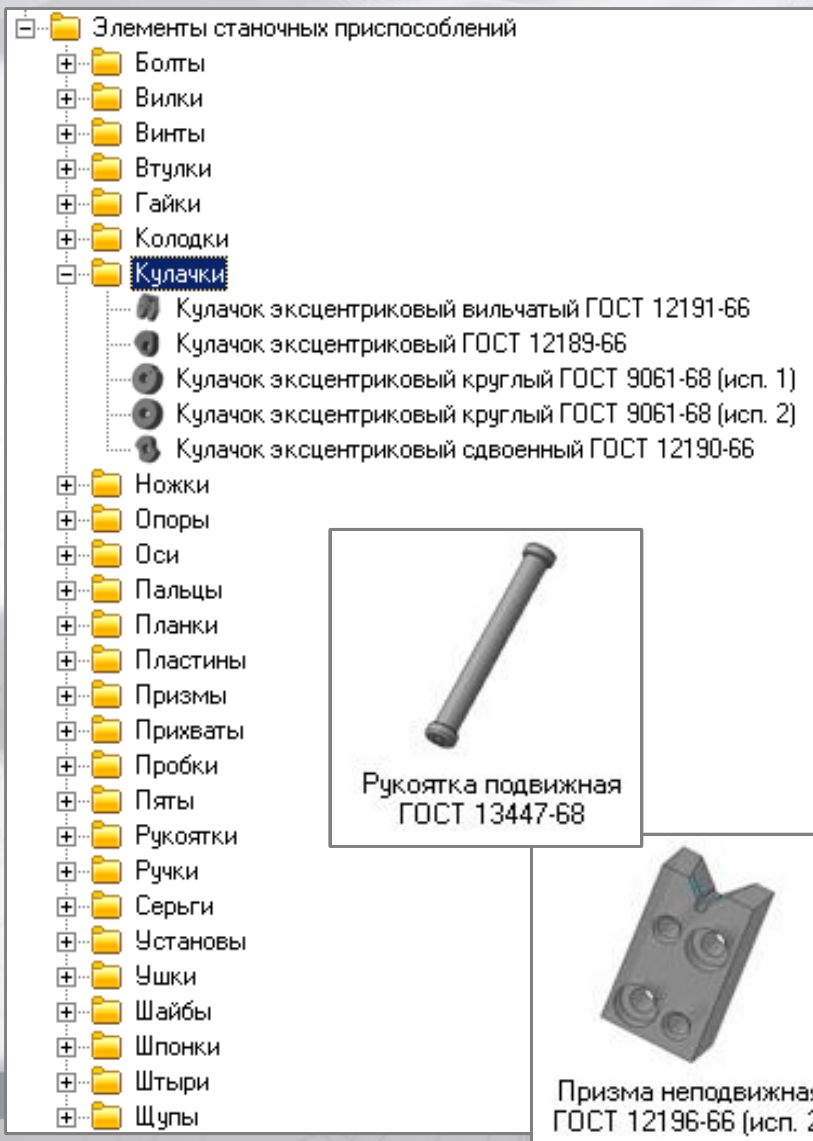 Элементы станочных приспособлений
Болты
Вилки
Винты
Втулки
Гайки
Колодки
Кулачки
Кулачок эксцентриковый вильчатый ГОСТ 12191-66
Кулачок эксцентриковый ГОСТ 12189-66
Кулачок эксцентриковый круглый ГОСТ 9061-68 (исп. 1)
Кулачок эксцентриковый круглый ГОСТ 9061-68 (исп. 2)
Кулачок эксцентриковый сдвоенный ГОСТ 12190-66
Ножки
Опоры
Оси
Пальцы
Планки
Пластины
Призмы
Прихваты
Пробки
Пяты
Рукоятки
Ручки
Серьги
Установы
Ушки
Шайбы
Шпонки
Штыри
Щупы
Рукоятка подвижная
ГОСТ 13447-68
Призма неподвижная
ГОСТ 12196-66 (исп. 2